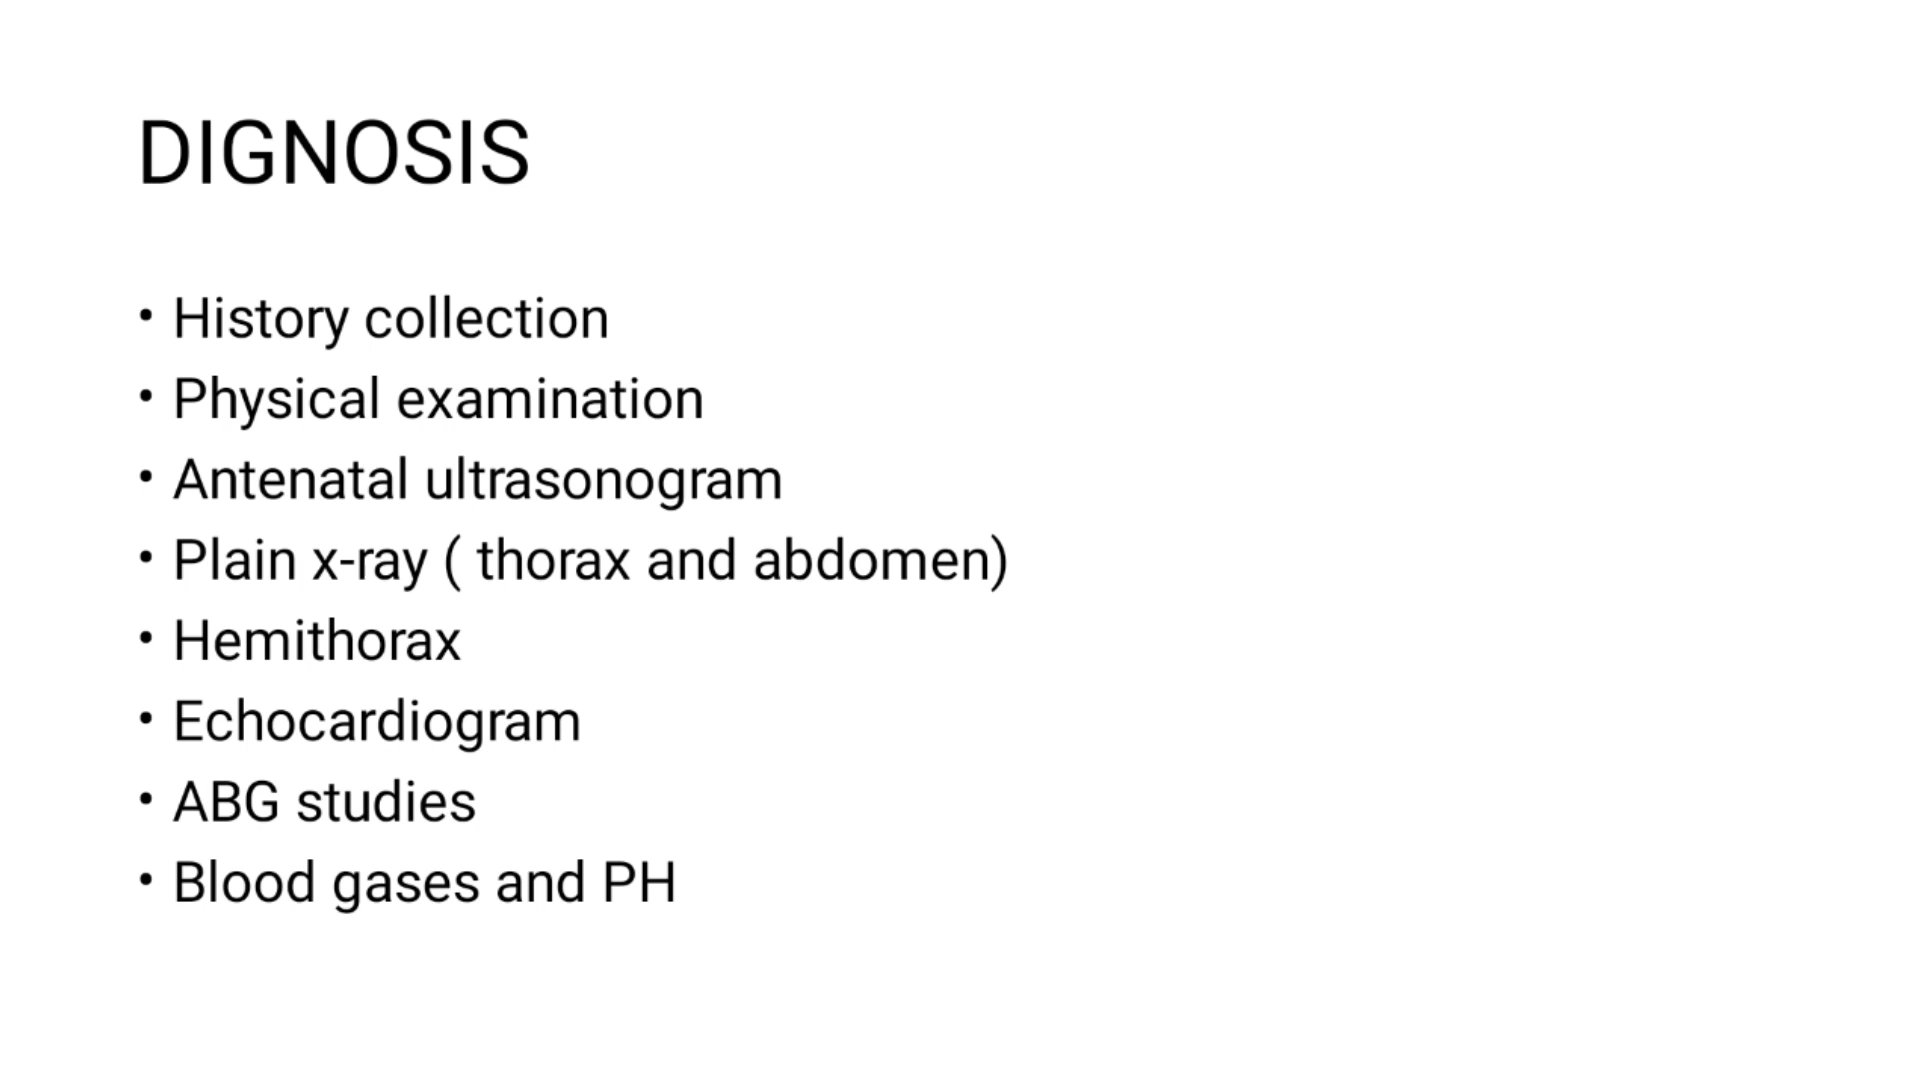 DIGNOSIS
• History collection
• Physical examination
• Antenatal ultrasonogram
• Plain x-ray ( thorax and abdomen)
• Hemithorax
• Echocardiogram
• ABG studies
• Blood gases and PH